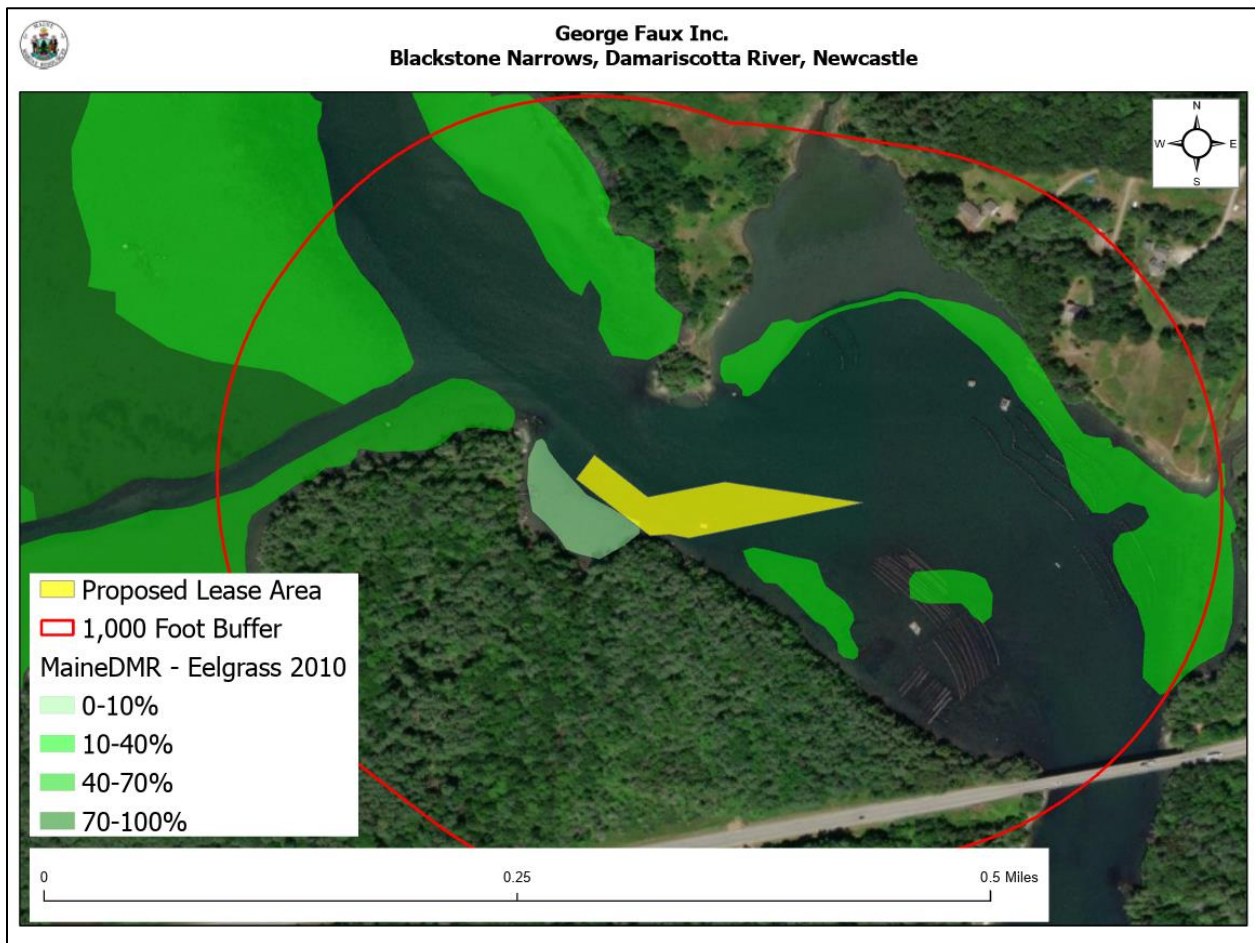 George Faux Inc.
Blackstone Narrows, Damariscotta River, Newcastle
N
W E
S
Proposed Lease Area
1,000 Foot Buffer
MaineDMR - Eelgrass 2010
0-10%
10-40%
40-70%
70-100%
0 0.25 0.5 Miles